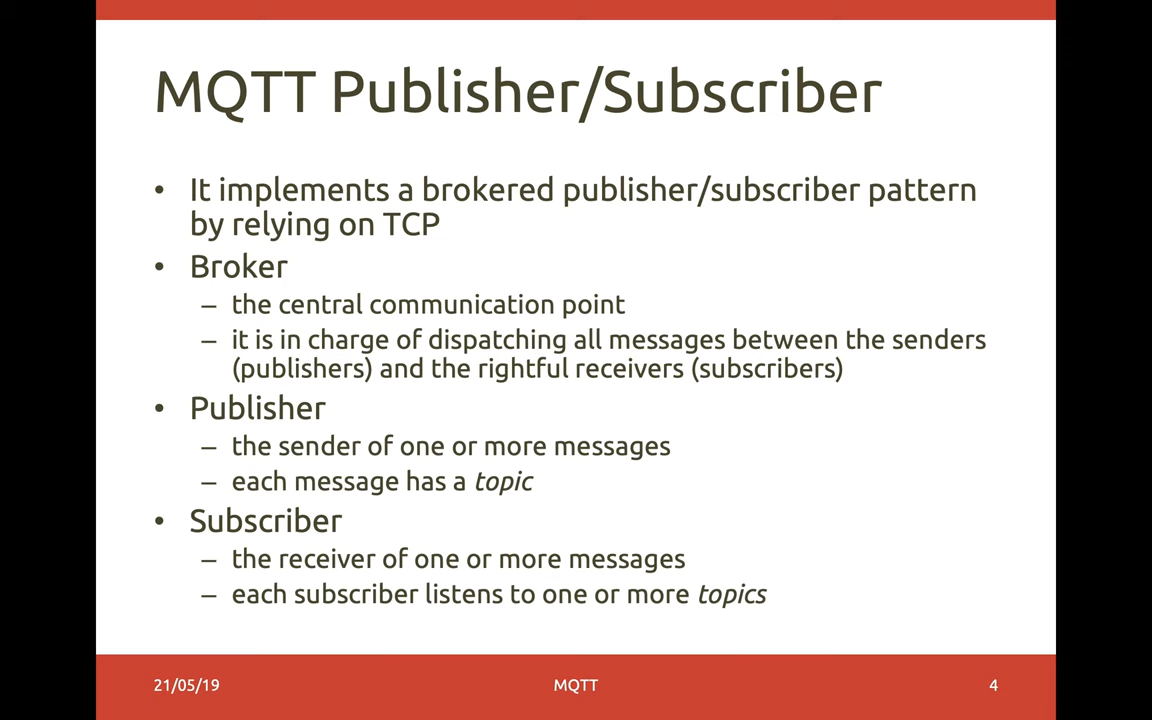 MQTT Publisher/Subscriber
• It implements a brokered publisher/subscriber pattern
by relying on TCP
• Broker
– the central communication point
– it is in charge of dispatching all messages between the senders
(publishers) and the rightful receivers (subscribers)
• Publisher
– the sender of one or more messages
– each message has a topic
• Subscriber
– the receiver of one or more messages
– each subscriber listens to one or more topics
21/05/19 MQTT 4